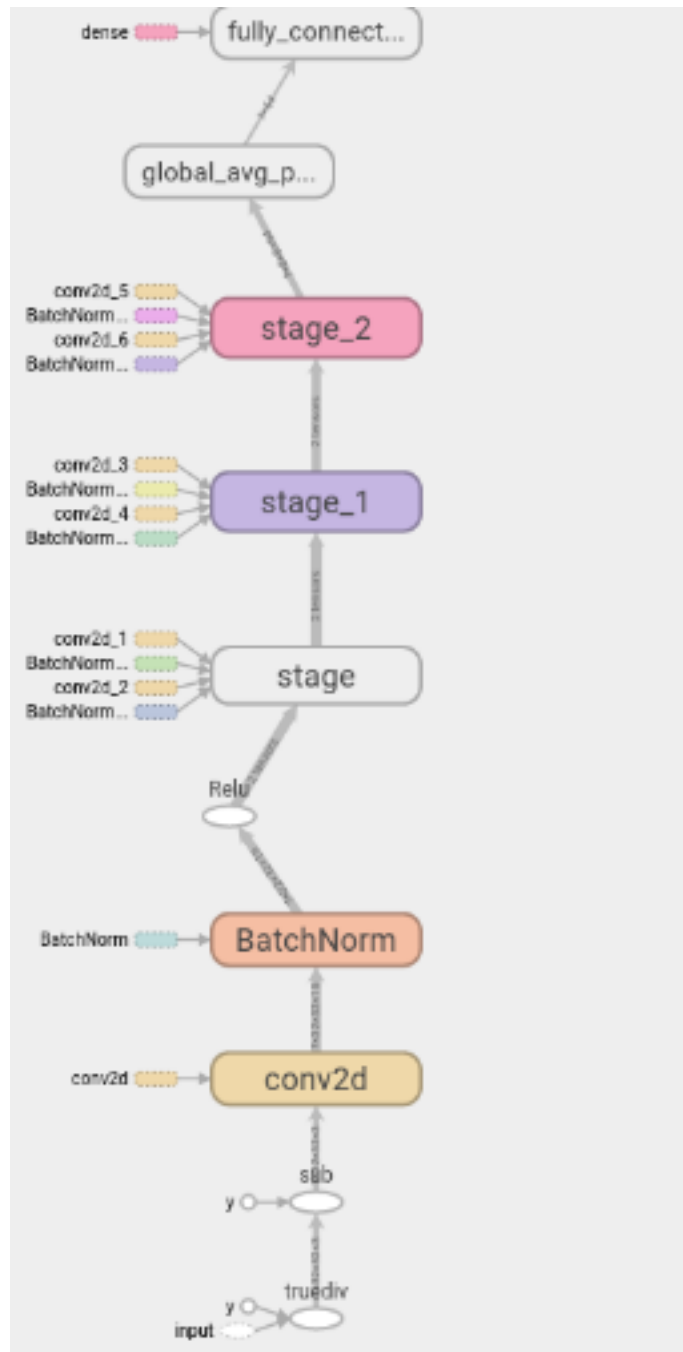 dense
fully_connect...
global_avg_p...
conv2d_5
BatchNorm...
conv2d_6
BatchNorm...
stage_2
conv2d_3
BatchNorm...
conv2d_4
BatchNorm...
stage_1
conv2d_1
BatchNorm...
conv2d_2
BatchNorm...
stage
Relu
BatchNorm
BatchNorm
conv2d
conv2d
sub
y
truediv
y
input